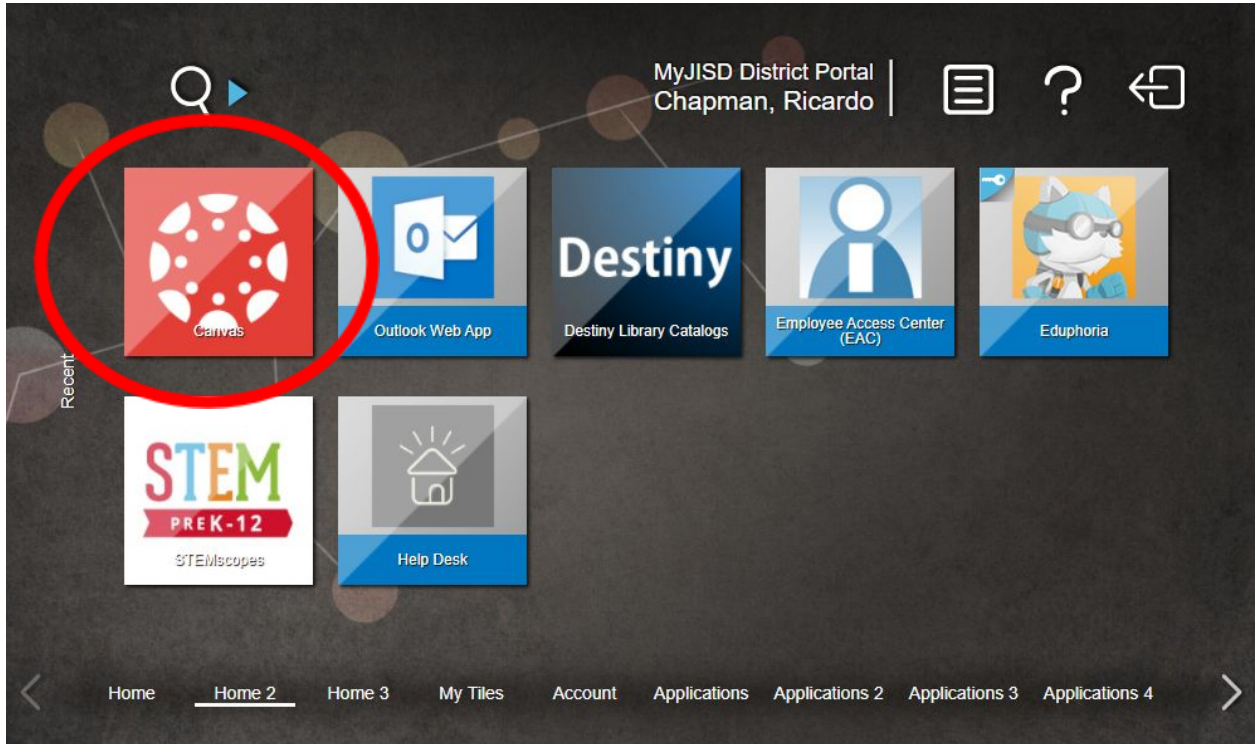 MyJISD District Portal
Chapman, Ricardo
?
Canvas
O
Outlook Web App
Destiny
Destiny Library Catalogs
Employee Access Center
(EAC)
Eduphoria
Recent
STEM
PREK-12
STEMscopes
Help Desk
Home
Home 2
Home 3
My Tiles
Account
Applications
Applications 2
Applications 3
Applications 4